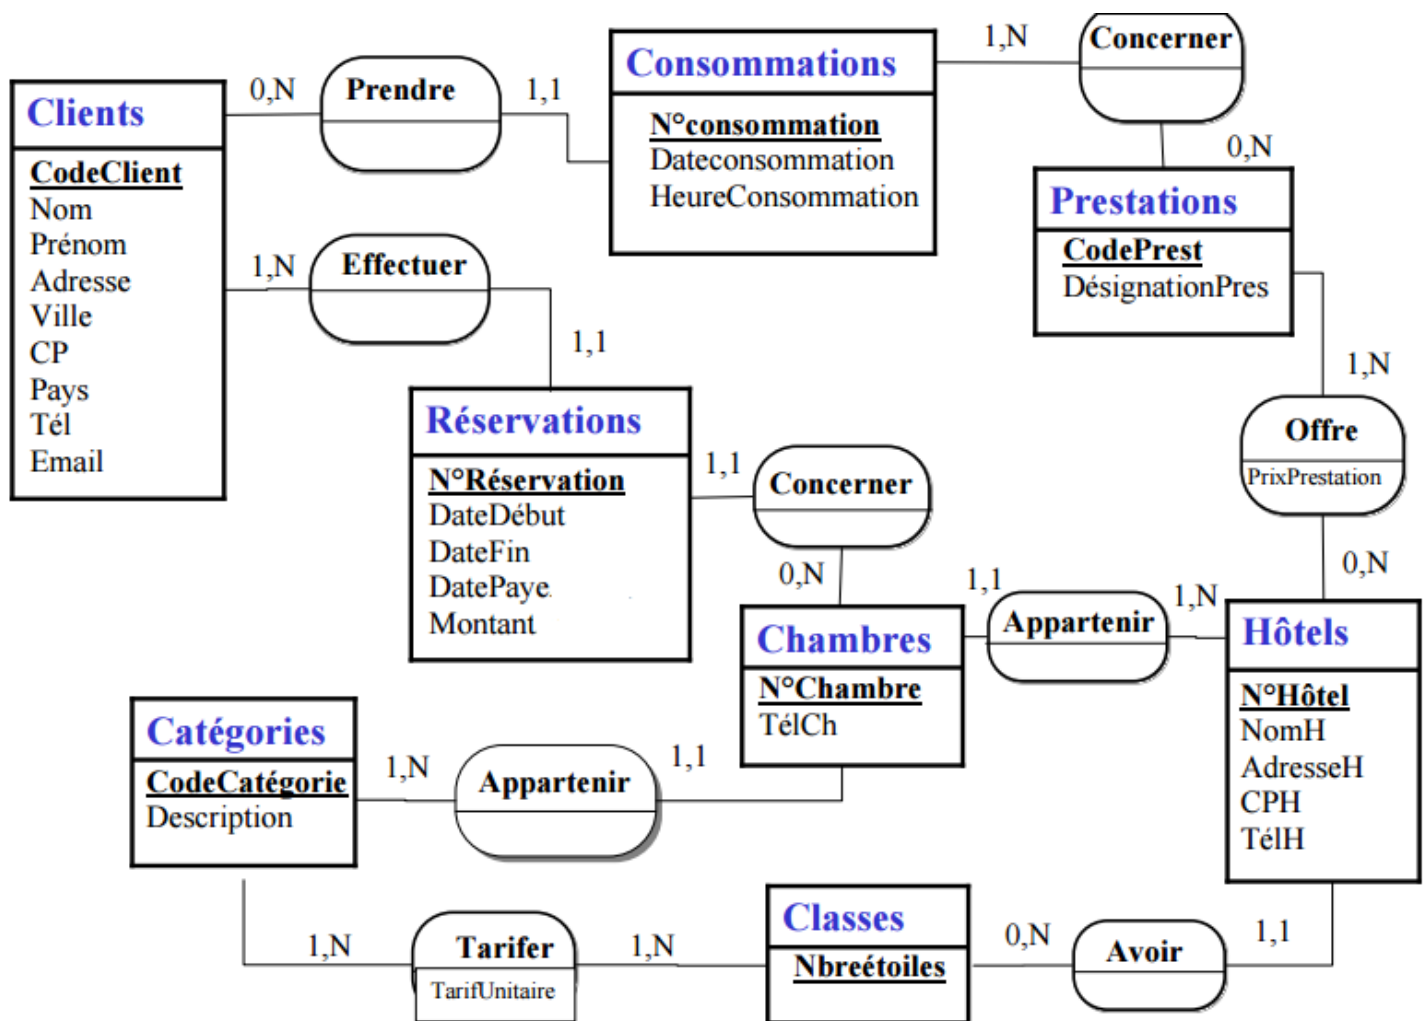 Clients
CodeClient
Nom
Prénom
Adresse
Ville
CP
Pays
Tél
Email
0,N
Prendre
1,1
Consommations
N°consommation
Dateconsommation
HeureConsommation
1,N
Concerner
0,N
Prestations
CodePrest
DésignationPres
1,N
Effectuer
1,1
Réservations
N°Réservation
DateDébut
DateFin
DatePaye
Montant
1,1
Concerner
0,N
1,N
Offre
PrixPrestation
0,N
Chambres
N°Chambre
TélCh
1,1
Appartenir
1,N
Hôtels
N°Hôtel
NomH
AdresseH
CPH
TélH
Catégories
CodeCatégorie
Description
1,N
Appartenir
1,1
1,N
Tarifer
TarifUnitaire
1,N
Classes
Nbreétoiles
0,N
Avoir
1,1